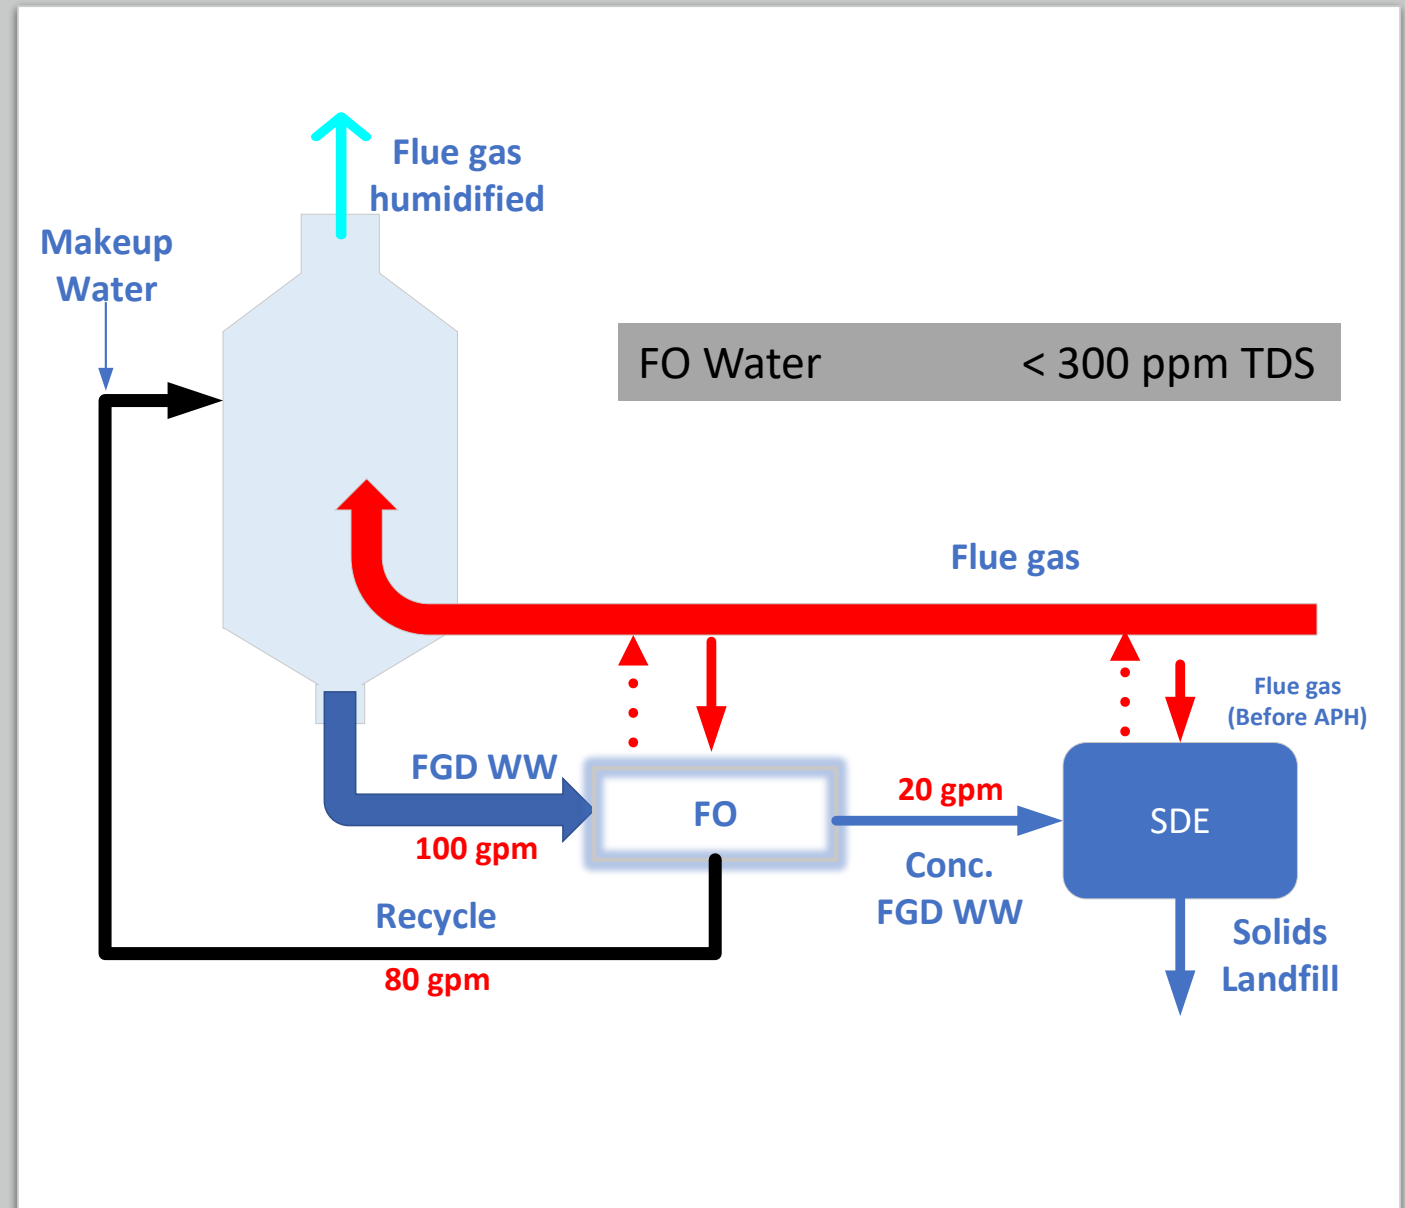 Flue gas
humidified
Makeup
Water
FO Water < 300 ppm TDS
Flue gas
Flue gas
(Before APH)
FGD WW
100 gpm
FO
20 gpm
SDE
Conc.
FGD WW
Recycle
80 gpm
Solids
Landfill